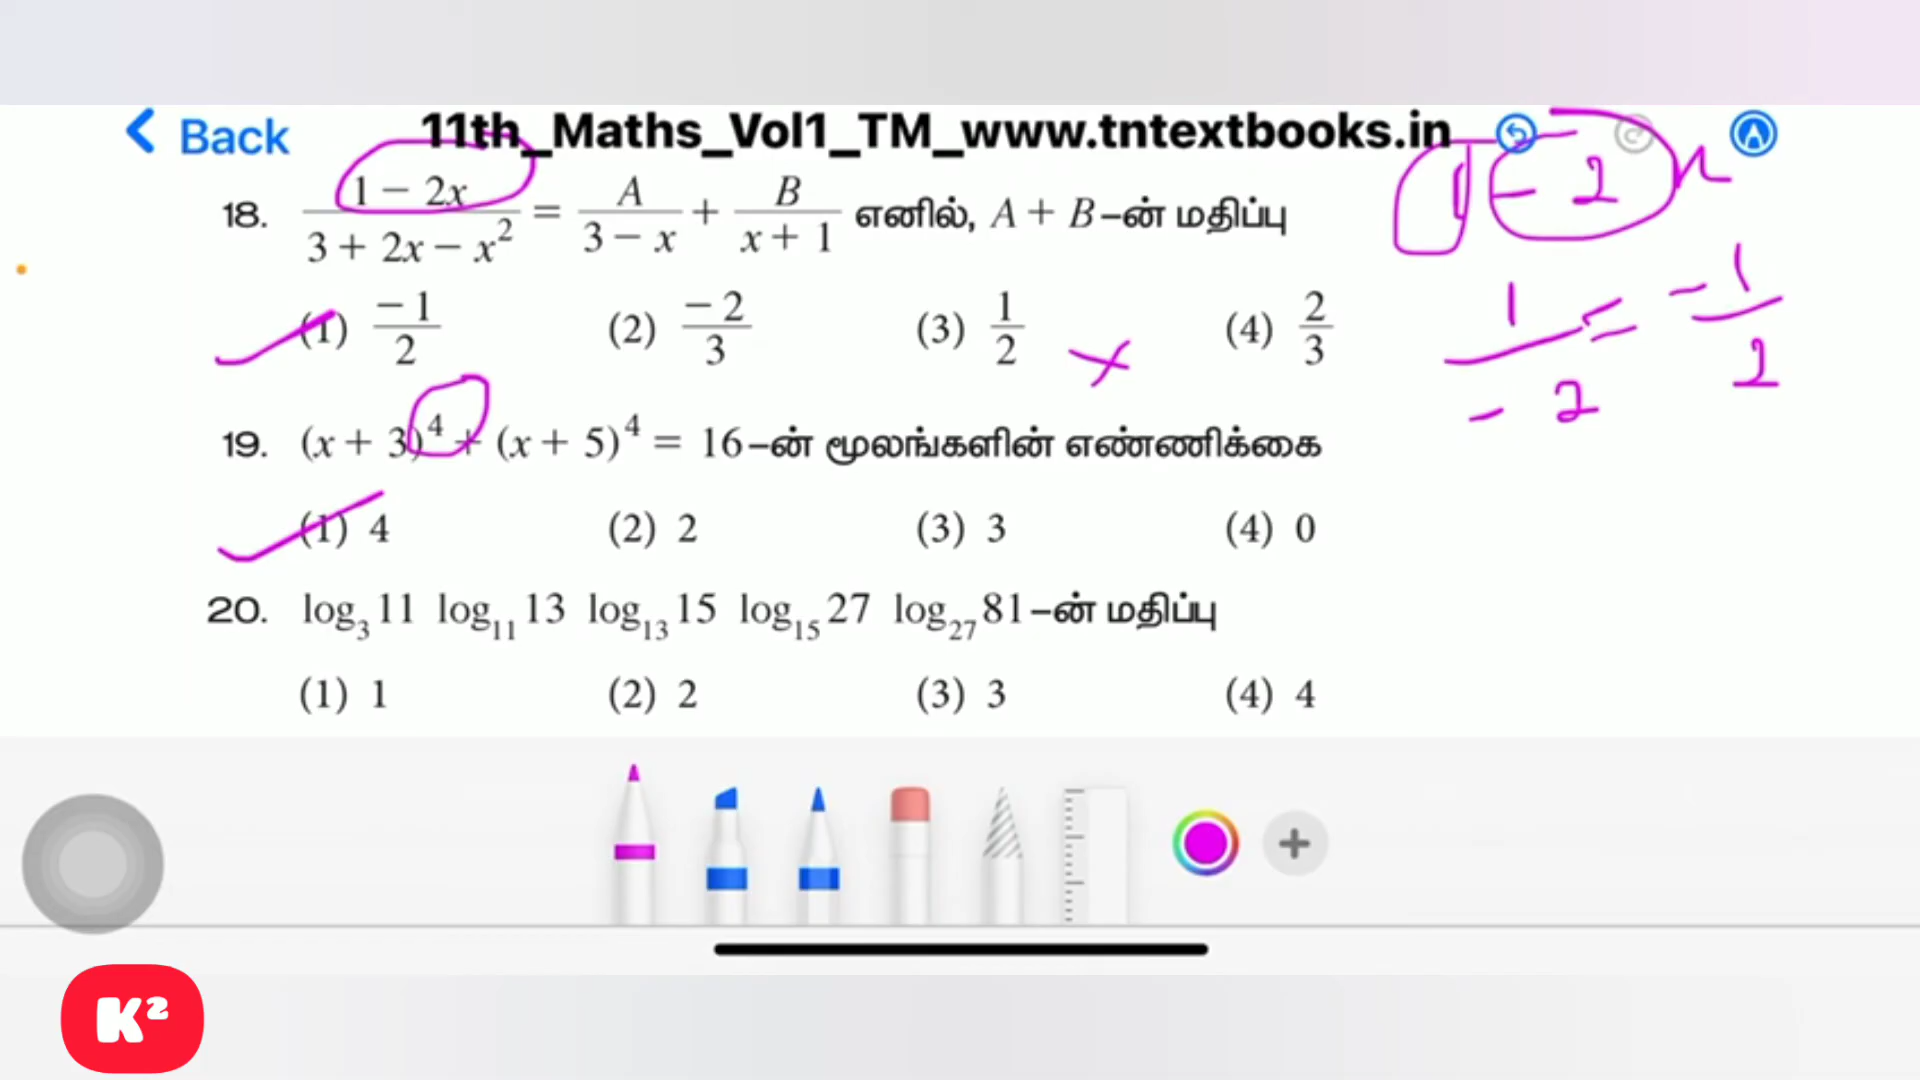 Back 11th_Maths_Vol1_TM_www.tntextbooks.in
1 - 2x
18. (1 − 2x)/(3 + 2x − x²) = A/(3 − x) + B/(x + 1) எனில், A + B–ன் மதிப்பு
(1) −1/2 (2) −2/3 (3) 1/2 (4) 2/3
1/-2 = -1/2
19. (x + 3)⁴ + (x + 5)⁴ = 16–ன் மூலங்களின் எண்ணிக்கை
(1) 4 (2) 2 (3) 3 (4) 0
20. log₃11 log₁₁13 log₁₃15 log₁₅27 log₂₇81–ன் மதிப்பு
(1) 1 (2) 2 (3) 3 (4) 4
K²